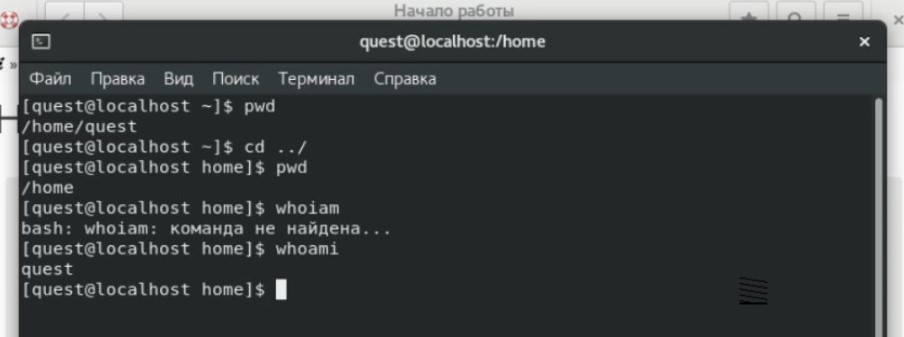 Начало работы
quest@localhost:/home
Файл Правка Вид Поиск Терминал Справка
[quest@localhost ~]$ pwd
/home/quest
[quest@localhost ~]$ cd ../
[quest@localhost home]$ pwd
/home
[quest@localhost home]$ whoiam
bash: whoiam: команда не найдена...
[quest@localhost home]$ whoami
quest
[quest@localhost home]$